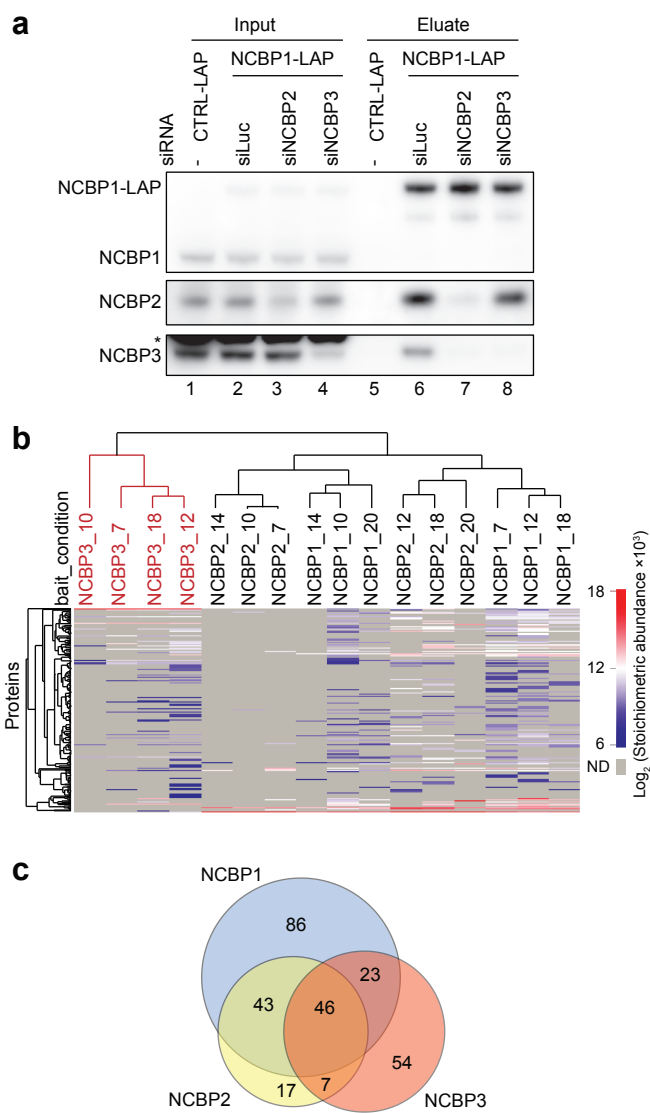 a
Input
Eluate
NCBP1-LAP
NCBP1-LAP
siRNA
- CTRL-LAP
siLuc
siNCBP2
siNCBP3
- CTRL-LAP
siLuc
siNCBP2
siNCBP3
NCBP1-LAP
NCBP1
NCBP2
*
NCBP3
1 2 3 4 5 6 7 8
b
bait_condition
NCBP3_10
NCBP3_7
NCBP3_18
NCBP3_12
NCBP2_14
NCBP2_10
NCBP2_7
NCBP1_14
NCBP1_10
NCBP1_20
NCBP2_12
NCBP2_18
NCBP2_20
NCBP1_7
NCBP1_12
NCBP1_18
Proteins
18
12
6
ND
Log₂ (Stoichiometric abundance ×10³)
c
NCBP1
86
23
43
46
54
17
7
NCBP2
NCBP3